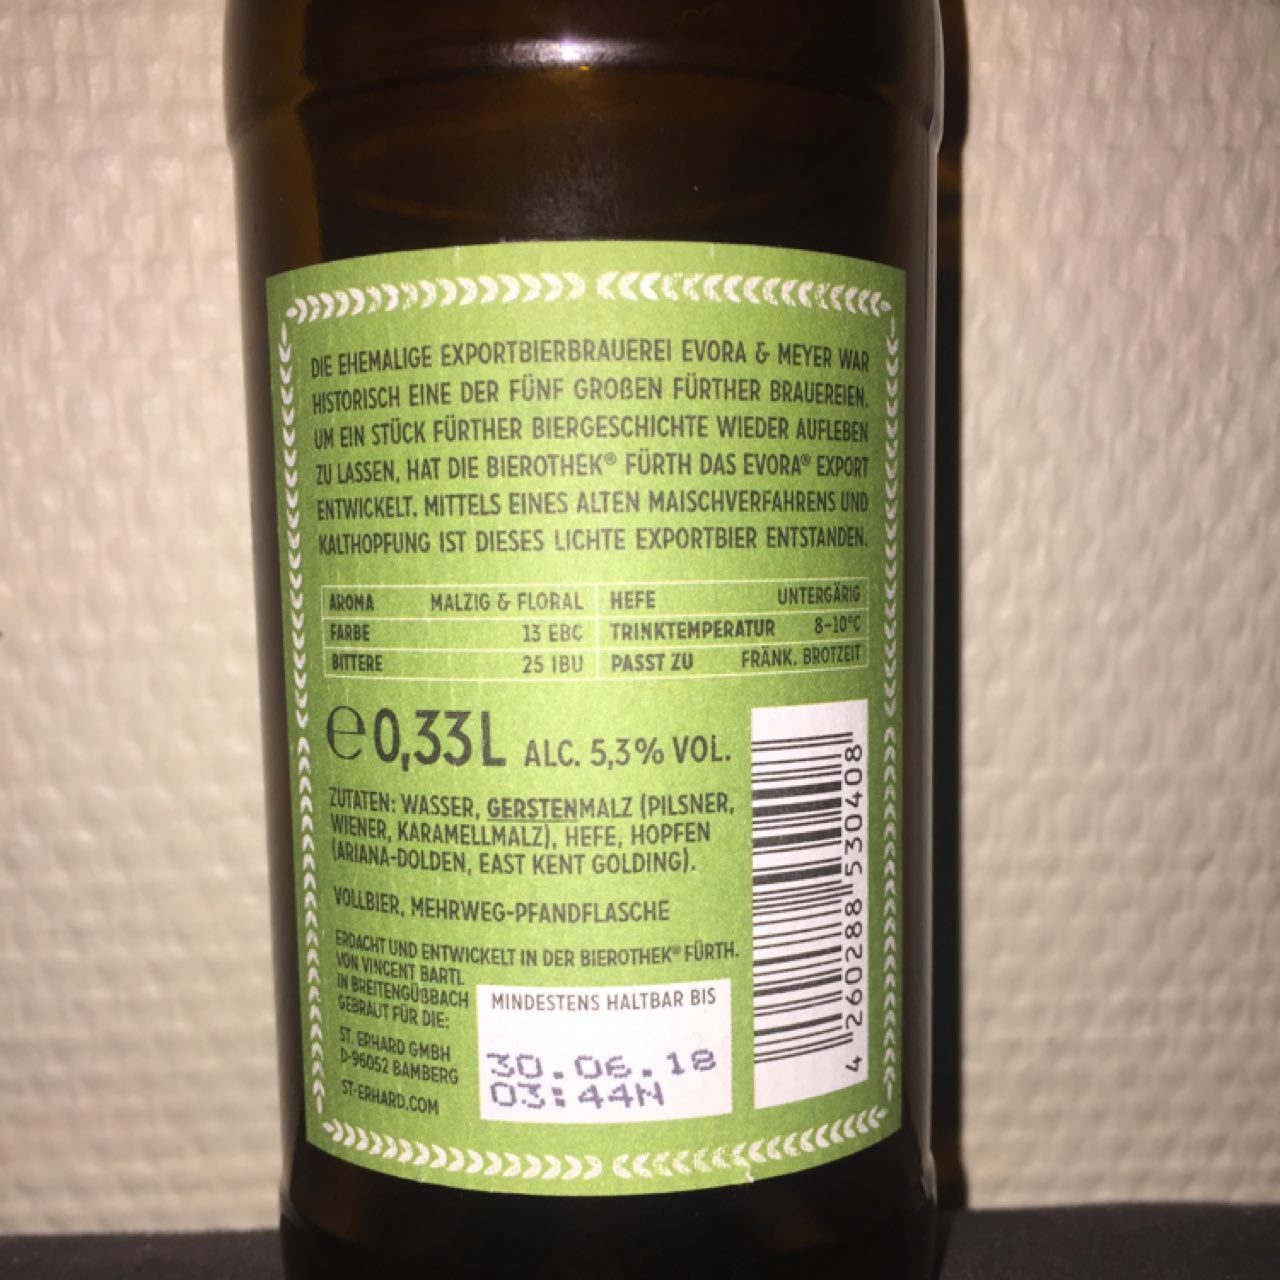 DIE EHEMALIGE EXPORTBIERBRAUEREI EVORA & MEYER WAR
HISTORISCH EINE DER FÜNF GROẞEN FÜRTHER BRAUEREIEN.
UM EIN STÜCK FÜRTHER BIERGESCHICHTE WIEDER AUFLEBEN
ZU LASSEN, HAT DIE BIEROTHEK® FÜRTH DAS EVORA® EXPORT
ENTWICKELT. MITTELS EINES ALTEN MAISCHVERFAHRENS UND
KALTHOPFUNG IST DIESES LICHTE EXPORTBIER ENTSTANDEN.
AROMA MALZIG & FLORAL HEFE UNTERGÄRIG
FARBE 13 EBC TRINKTEMPERATUR 8-10°C
BITTERE 25 IBU PASST ZU FRÄNK. BROTZEIT
℮0,33L ALC. 5,3% VOL.
ZUTATEN: WASSER, GERSTENMALZ (PILSNER,
WIENER, KARAMELLMALZ), HEFE, HOPFEN
(ARIANA-DOLDEN, EAST KENT GOLDING).
VOLLBIER, MEHRWEG-PFANDFLASCHE
ERDACHT UND ENTWICKELT IN DER BIEROTHEK® FÜRTH.
VON VINCENT BARTL
IN BREITENGÜẞBACH
GEBRAUT FÜR DIE:
ST. ERHARD GMBH
D-96052 BAMBERG
ST-ERHARD.COM
MINDESTENS HALTBAR BIS
30.06.18
03:44N
4 260288 530408